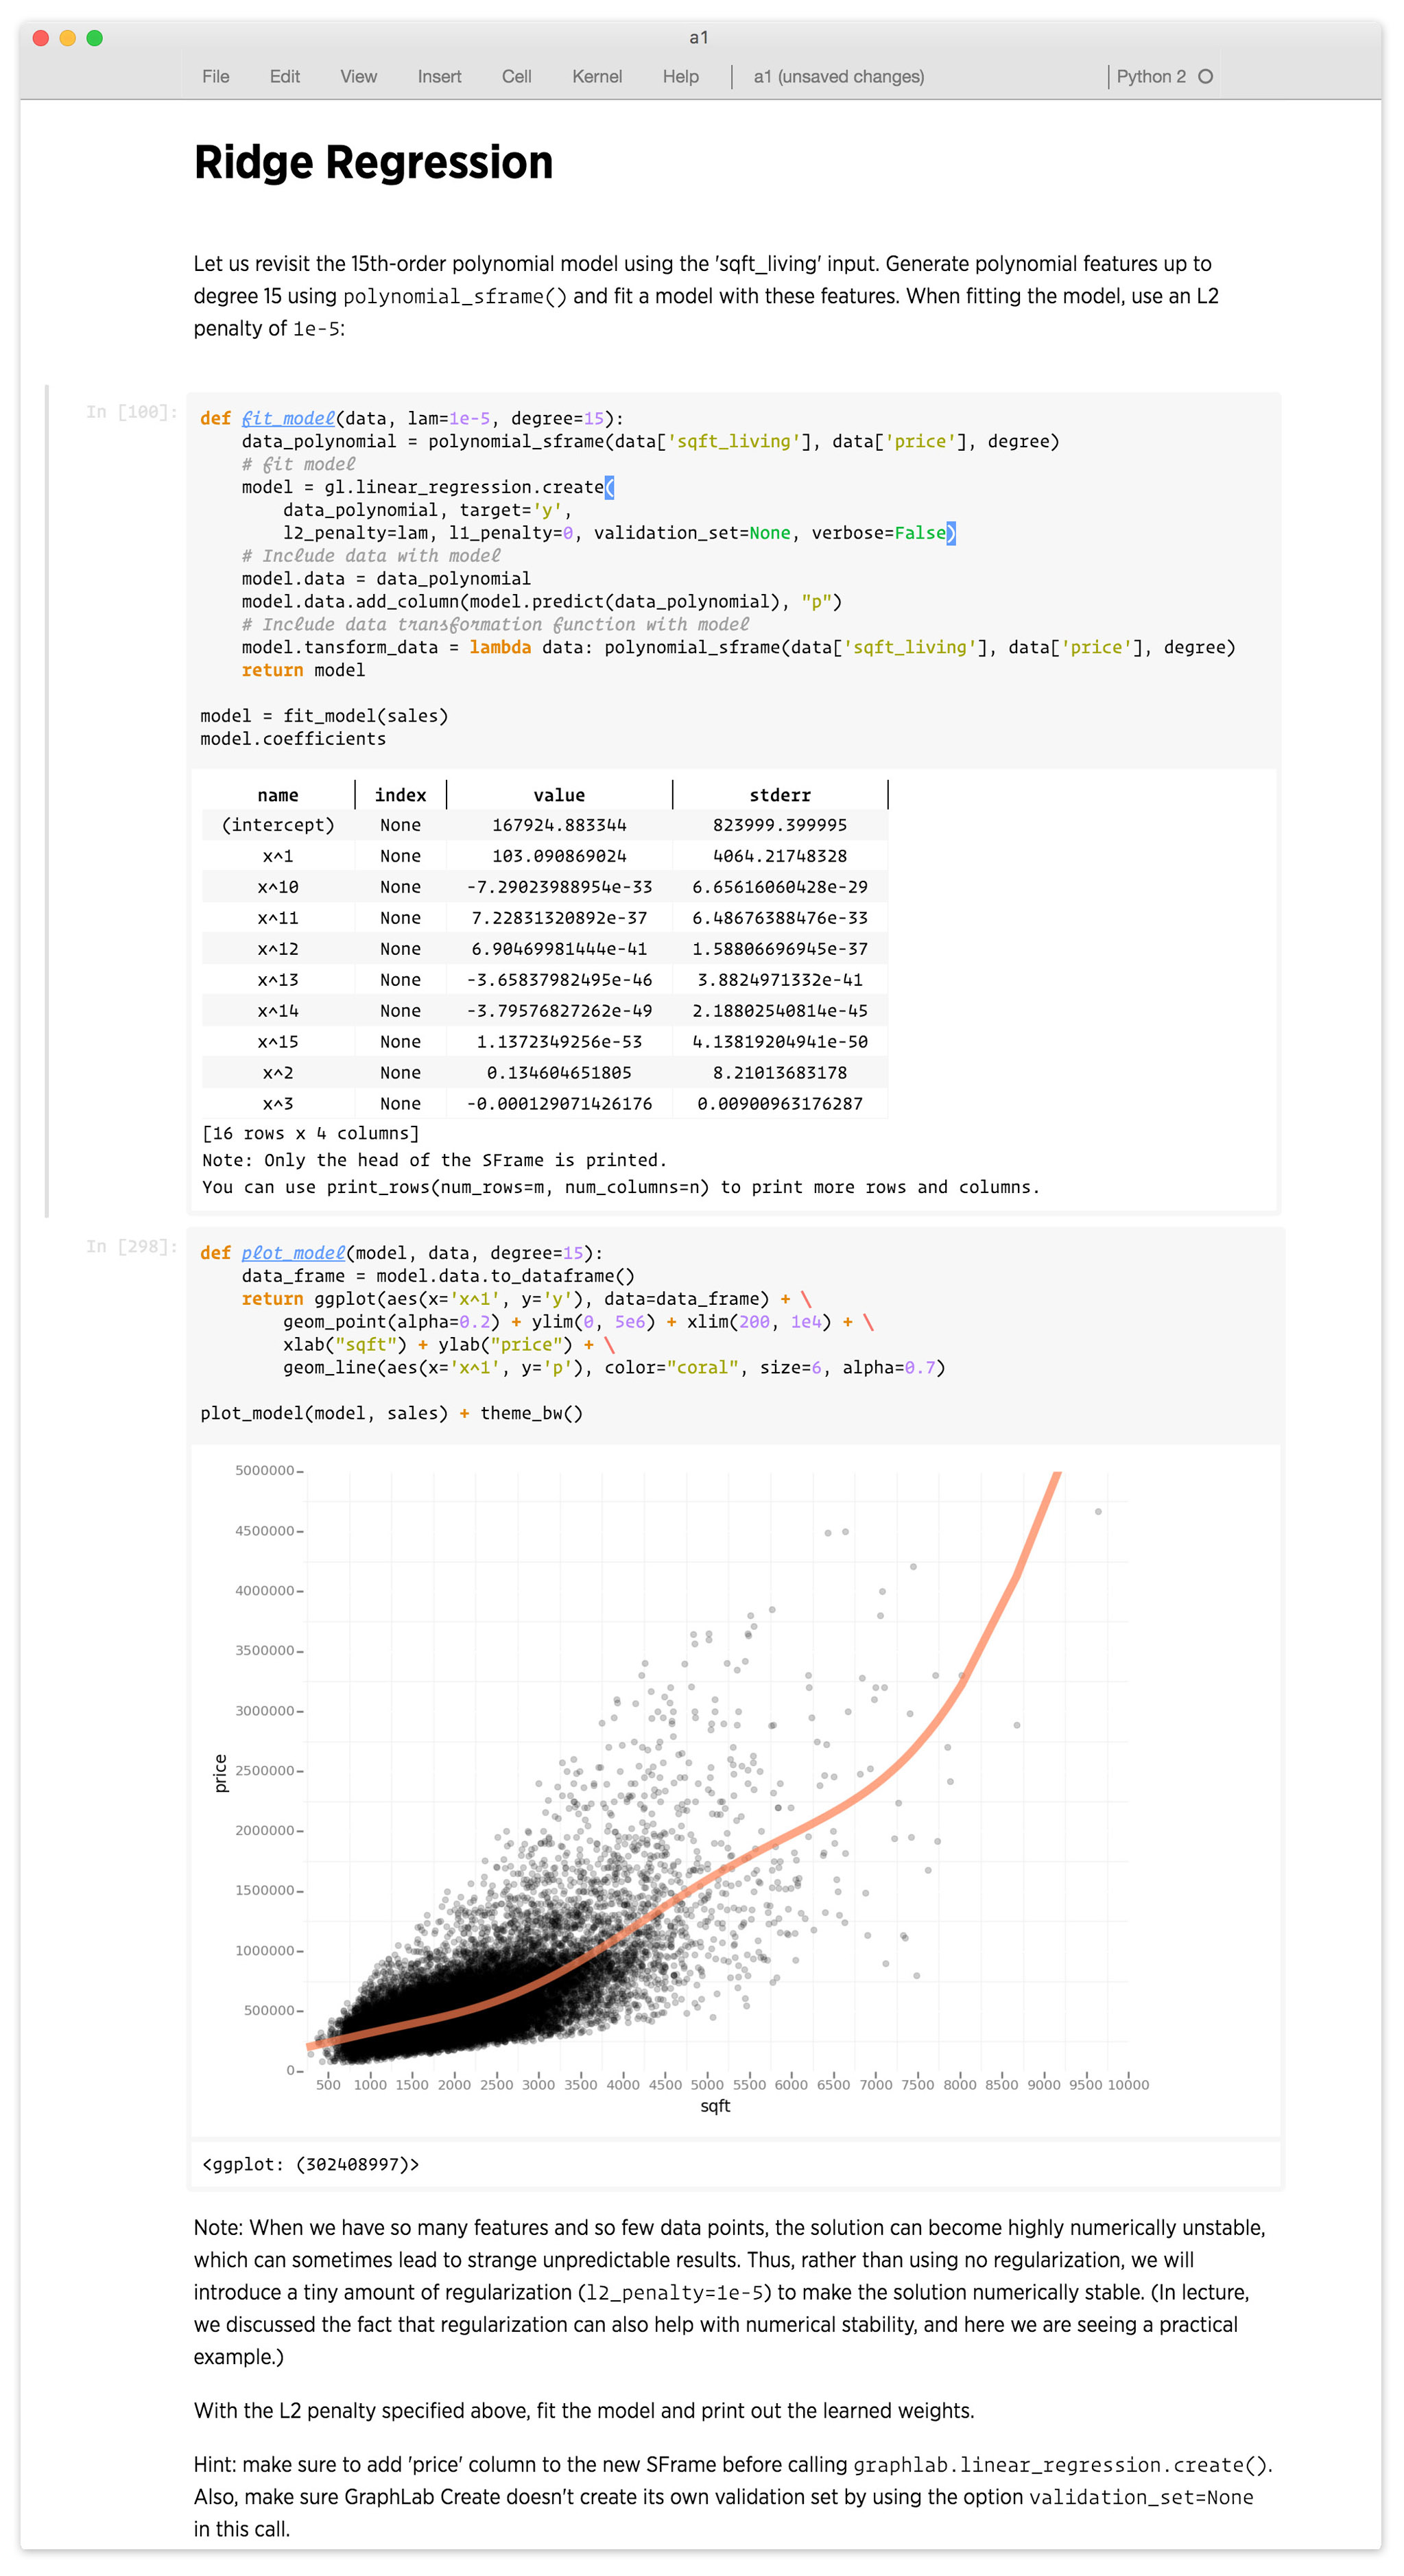 a1
File Edit View Insert Cell Kernel Help a1 (unsaved changes) Python 2
Ridge Regression
Let us revisit the 15th-order polynomial model using the 'sqft_living' input. Generate polynomial features up to
degree 15 using polynomial_sframe() and fit a model with these features. When fitting the model, use an L2
penalty of 1e-5:
In [100]:
def fit_model(data, lam=1e-5, degree=15):
    data_polynomial = polynomial_sframe(data['sqft_living'], data['price'], degree)
    # fit model
    model = gl.linear_regression.create(
        data_polynomial, target='y',
        l2_penalty=lam, l1_penalty=0, validation_set=None, verbose=False)
    # Include data with model
    model.data = data_polynomial
    model.data.add_column(model.predict(data_polynomial), "p")
    # Include data transformation function with model
    model.tansform_data = lambda data: polynomial_sframe(data['sqft_living'], data['price'], degree)
    return model
model = fit_model(sales)
model.coefficients
name index value stderr
(intercept) None 167924.883344 823999.399995
x^1 None 103.090869024 4064.21748328
x^10 None -7.29023988954e-33 6.65616060428e-29
x^11 None 7.22831320892e-37 6.48676388476e-33
x^12 None 6.90469981444e-41 1.58806696945e-37
x^13 None -3.65837982495e-46 3.8824971332e-41
x^14 None -3.79576827262e-49 2.18802540814e-45
x^15 None 1.1372349256e-53 4.13819204941e-50
x^2 None 0.134604651805 8.21013683178
x^3 None -0.000129071426176 0.00900963176287
[16 rows x 4 columns]
Note: Only the head of the SFrame is printed.
You can use print_rows(num_rows=m, num_columns=n) to print more rows and columns.
In [298]:
def plot_model(model, data, degree=15):
    data_frame = model.data.to_dataframe()
    return ggplot(aes(x='x^1', y='y'), data=data_frame) + \
        geom_point(alpha=0.2) + ylim(0, 5e6) + xlim(200, 1e4) + \
        xlab("sqft") + ylab("price") + \
        geom_line(aes(x='x^1', y='p'), color="coral", size=6, alpha=0.7)
plot_model(model, sales) + theme_bw()
5000000
4500000
4000000
3500000
3000000
2500000
2000000
1500000
1000000
500000
0
price
500 1000 1500 2000 2500 3000 3500 4000 4500 5000 5500 6000 6500 7000 7500 8000 8500 9000 9500 10000
sqft
<ggplot: (302408997)>
Note: When we have so many features and so few data points, the solution can become highly numerically unstable,
which can sometimes lead to strange unpredictable results. Thus, rather than using no regularization, we will
introduce a tiny amount of regularization (l2_penalty=1e-5) to make the solution numerically stable. (In lecture,
we discussed the fact that regularization can also help with numerical stability, and here we are seeing a practical
example.)
With the L2 penalty specified above, fit the model and print out the learned weights.
Hint: make sure to add 'price' column to the new SFrame before calling graphlab.linear_regression.create().
Also, make sure GraphLab Create doesn't create its own validation set by using the option validation_set=None
in this call.